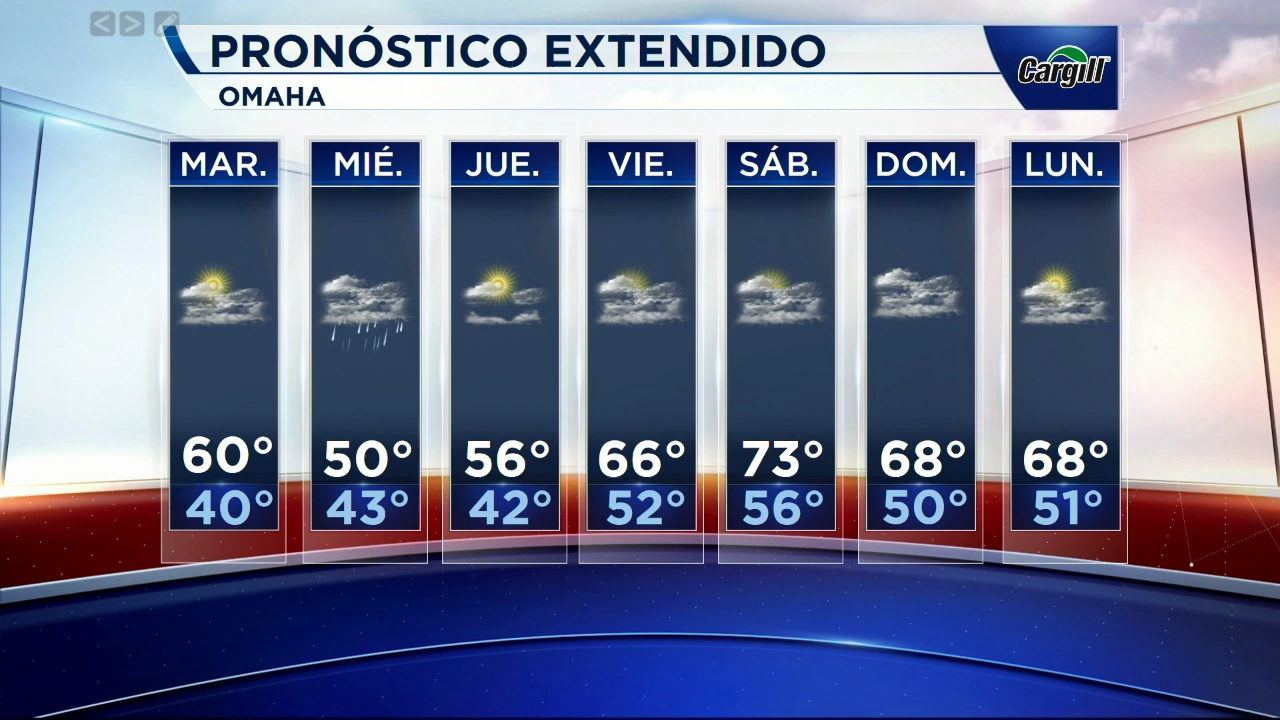 PRONÓSTICO EXTENDIDO
Cargill
OMAHA
MAR. MIÉ. JUE. VIE. SÁB. DOM. LUN.
60° 50° 56° 66° 73° 68° 68°
40° 43° 42° 52° 56° 50° 51°